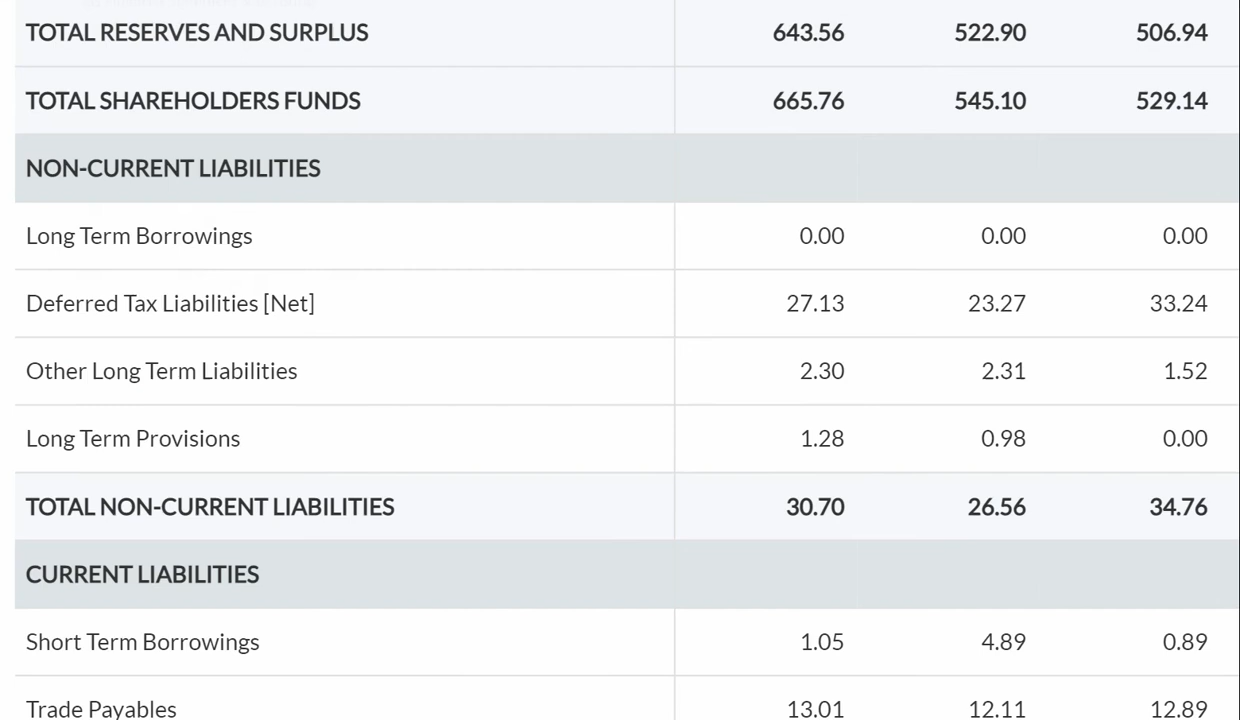 TOTAL RESERVES AND SURPLUS 643.56 522.90 506.94
TOTAL SHAREHOLDERS FUNDS 665.76 545.10 529.14
NON-CURRENT LIABILITIES
Long Term Borrowings 0.00 0.00 0.00
Deferred Tax Liabilities [Net] 27.13 23.27 33.24
Other Long Term Liabilities 2.30 2.31 1.52
Long Term Provisions 1.28 0.98 0.00
TOTAL NON-CURRENT LIABILITIES 30.70 26.56 34.76
CURRENT LIABILITIES
Short Term Borrowings 1.05 4.89 0.89
Trade Payables 13.01 12.11 12.89